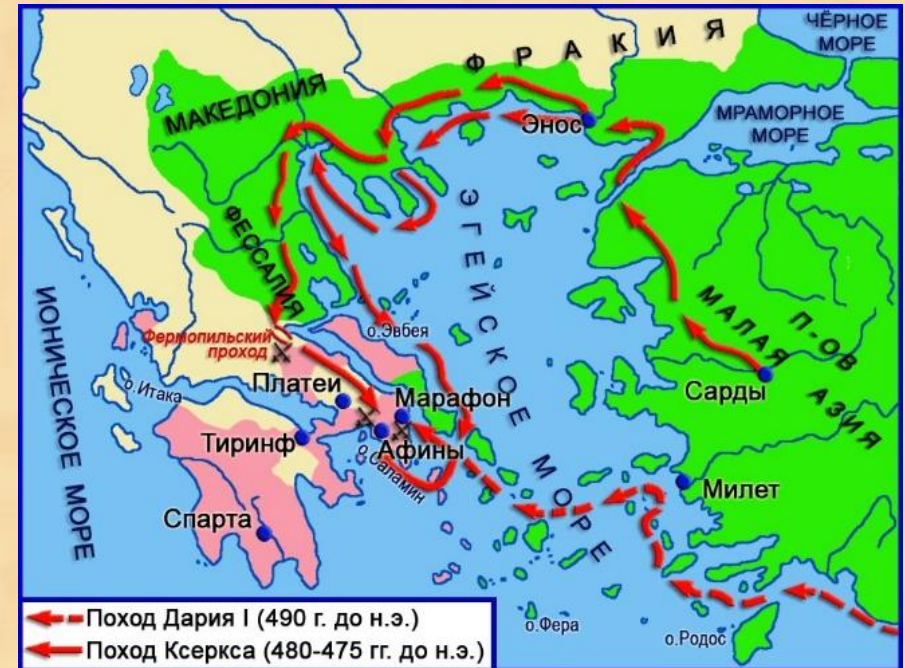 ЧЁРНОЕ
МОРЕ
ФРАКИЯ
МАКЕДОНИЯ
Энос
МРАМОРНОЕ
МОРЕ
ЭГЕЙСКОЕ МОРЕ
ФЕССАЛИЯ
ИОНИЧЕСКОЕ МОРЕ
Фермопильский
проход
о.Эвбея
П-ОВ
МАЛАЯ АЗИЯ
Сарды
о.Итака
Платеи
Марафон
Тиринф
Афины
о.Саламин
Милет
Спарта
о.Фера
о.Родос
Поход Дария I (490 г. до н.э.)
Поход Ксеркса (480-475 гг. до н.э.)